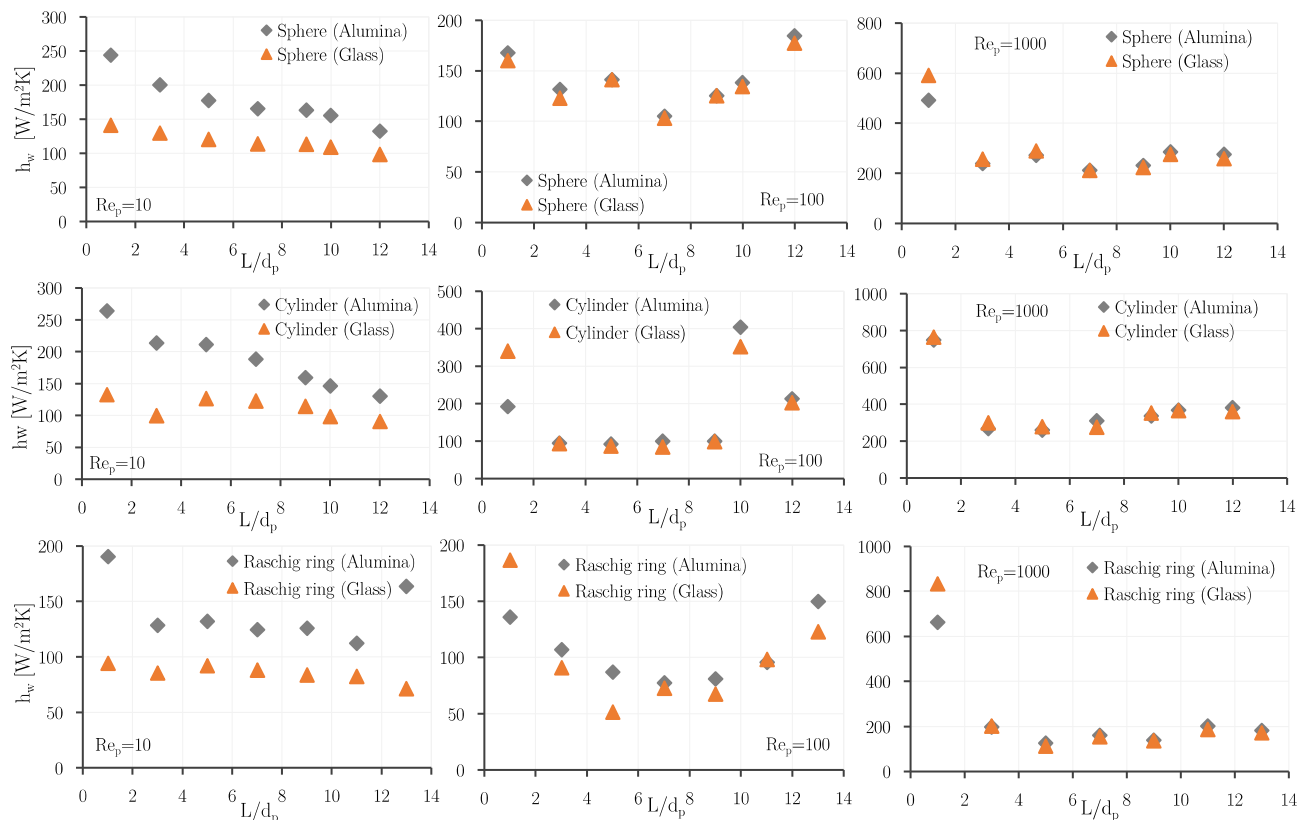 300
250
200
150
100
50
0
0 2 4 6 8 10 12 14
h_w [W/m²K]
L/d_p
Sphere (Alumina)
Sphere (Glass)
Re_p=10
200
150
100
50
0
0 2 4 6 8 10 12 14
L/d_p
Sphere (Alumina)
Sphere (Glass)
Re_p=100
800
600
400
200
0
0 2 4 6 8 10 12 14
L/d_p
Re_p=1000
Sphere (Alumina)
Sphere (Glass)
300
250
200
150
100
50
0
0 2 4 6 8 10 12 14
hw [W/m²K]
L/d_p
Cylinder (Alumina)
Cylinder (Glass)
Re_p=10
500
400
300
200
100
0
0 2 4 6 8 10 12 14
L/d_p
Cylinder (Alumina)
Cylinder (Glass)
Re_p=100
1000
800
600
400
200
0
0 2 4 6 8 10 12 14
L/d_p
Re_p=1000
Cylinder (Alumina)
Cylinder (Glass)
200
150
100
50
0
0 2 4 6 8 10 12 14
h_w [W/m²K]
L/d_p
Raschig ring (Alumina)
Raschig ring (Glass)
Re_p=10
200
150
100
50
0
0 2 4 6 8 10 12 14
L/d_p
Raschig ring (Alumina)
Raschig ring (Glass)
Re_p=100
1000
800
600
400
200
0
0 2 4 6 8 10 12 14
L/d_p
Re_p=1000
Raschig ring (Alumina)
Raschig ring (Glass)